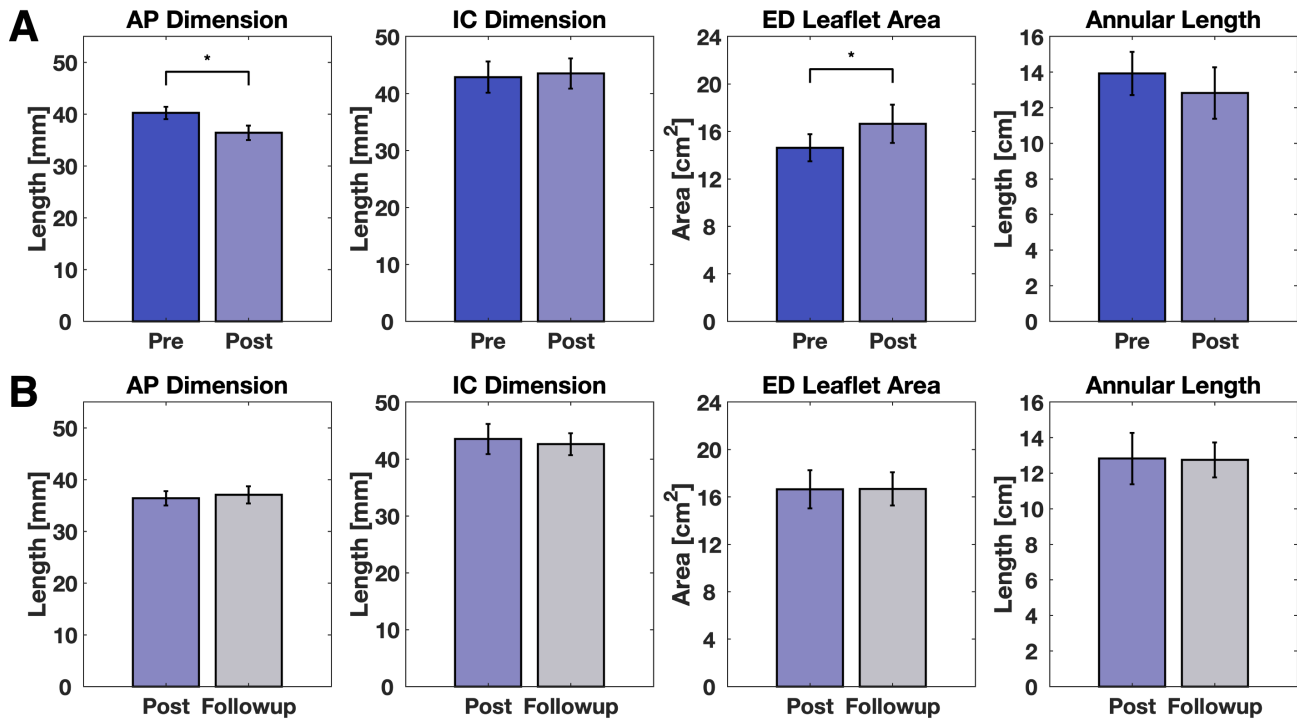 A
AP Dimension
Length [mm]
50
40
30
20
10
0
*
Pre Post
IC Dimension
Length [mm]
50
40
30
20
10
0
Pre Post
ED Leaflet Area
Area [cm²]
24
20
16
12
8
4
0
*
Pre Post
Annular Length
Length [cm]
16
14
12
10
8
6
4
2
0
Pre Post
B
AP Dimension
Length [mm]
50
40
30
20
10
0
Post Followup
IC Dimension
Length [mm]
50
40
30
20
10
0
Post Followup
ED Leaflet Area
Area [cm²]
24
20
16
12
8
4
0
Post Followup
Annular Length
Length [cm]
16
14
12
10
8
6
4
2
0
Post Followup